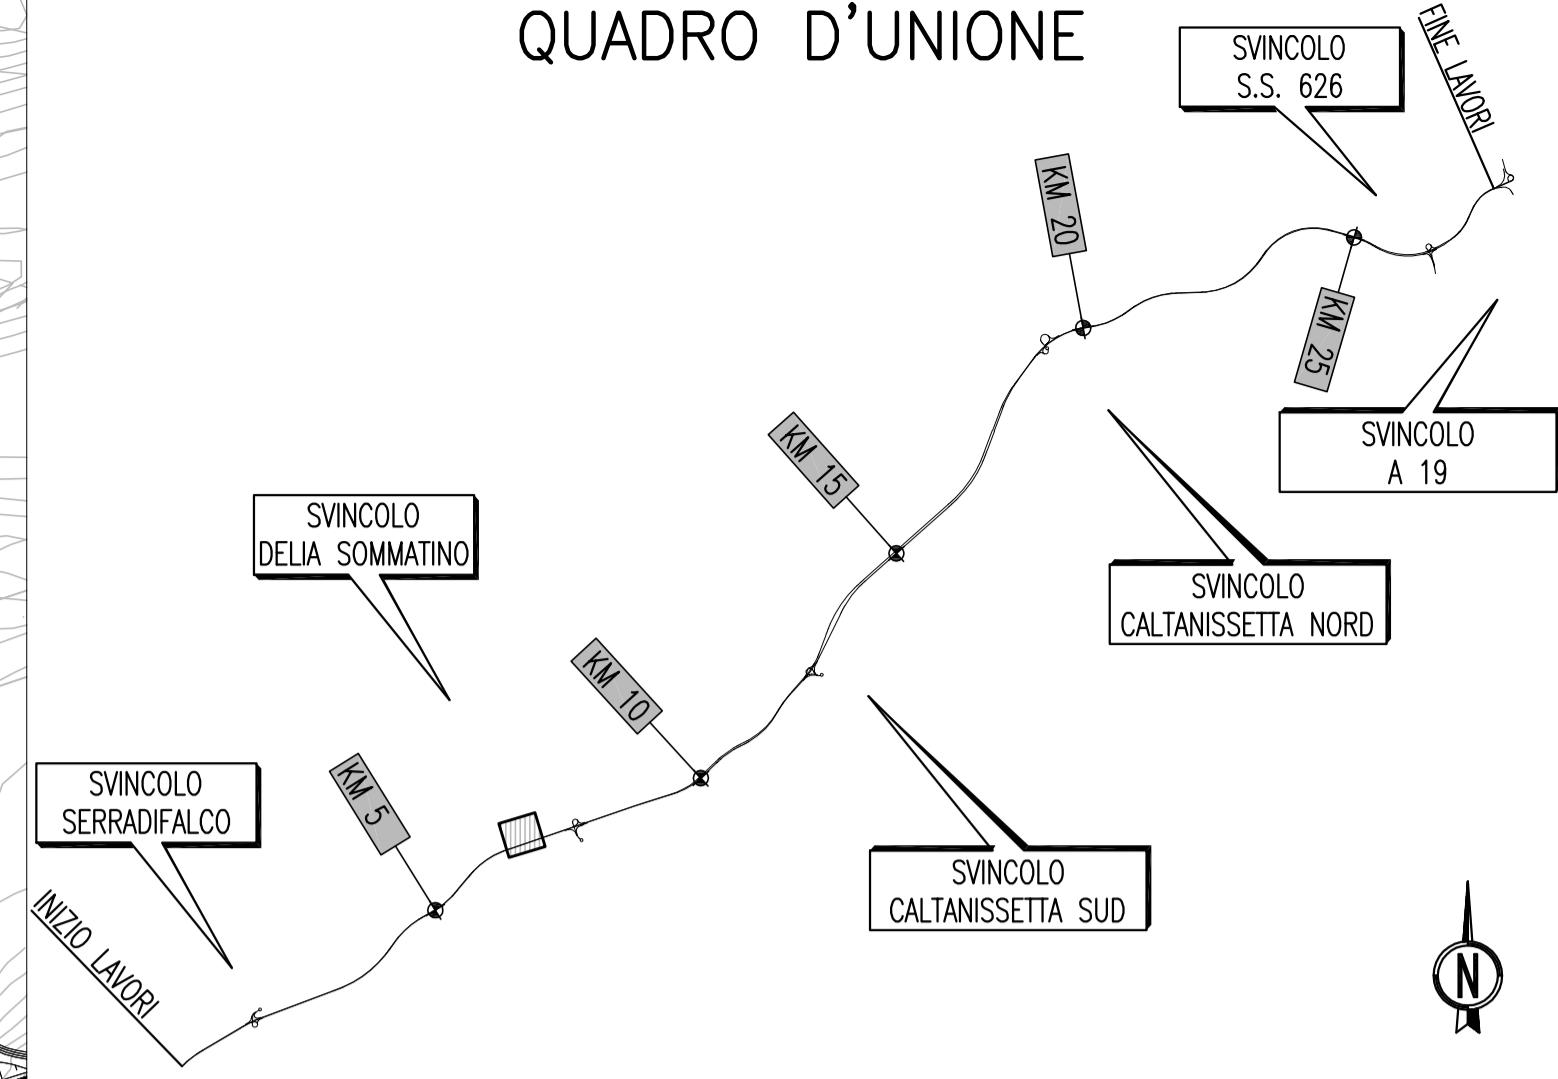 QUADRO D'UNIONE
SVINCOLO
S.S. 626
FINE LAVORI
KM 20
KM 25
SVINCOLO
A 19
KM 15
SVINCOLO
DELIA SOMMATINO
SVINCOLO
CALTANISSETTA NORD
KM 10
KM 5
SVINCOLO
SERRADIFALCO
SVINCOLO
CALTANISSETTA SUD
INIZIO LAVORI
N